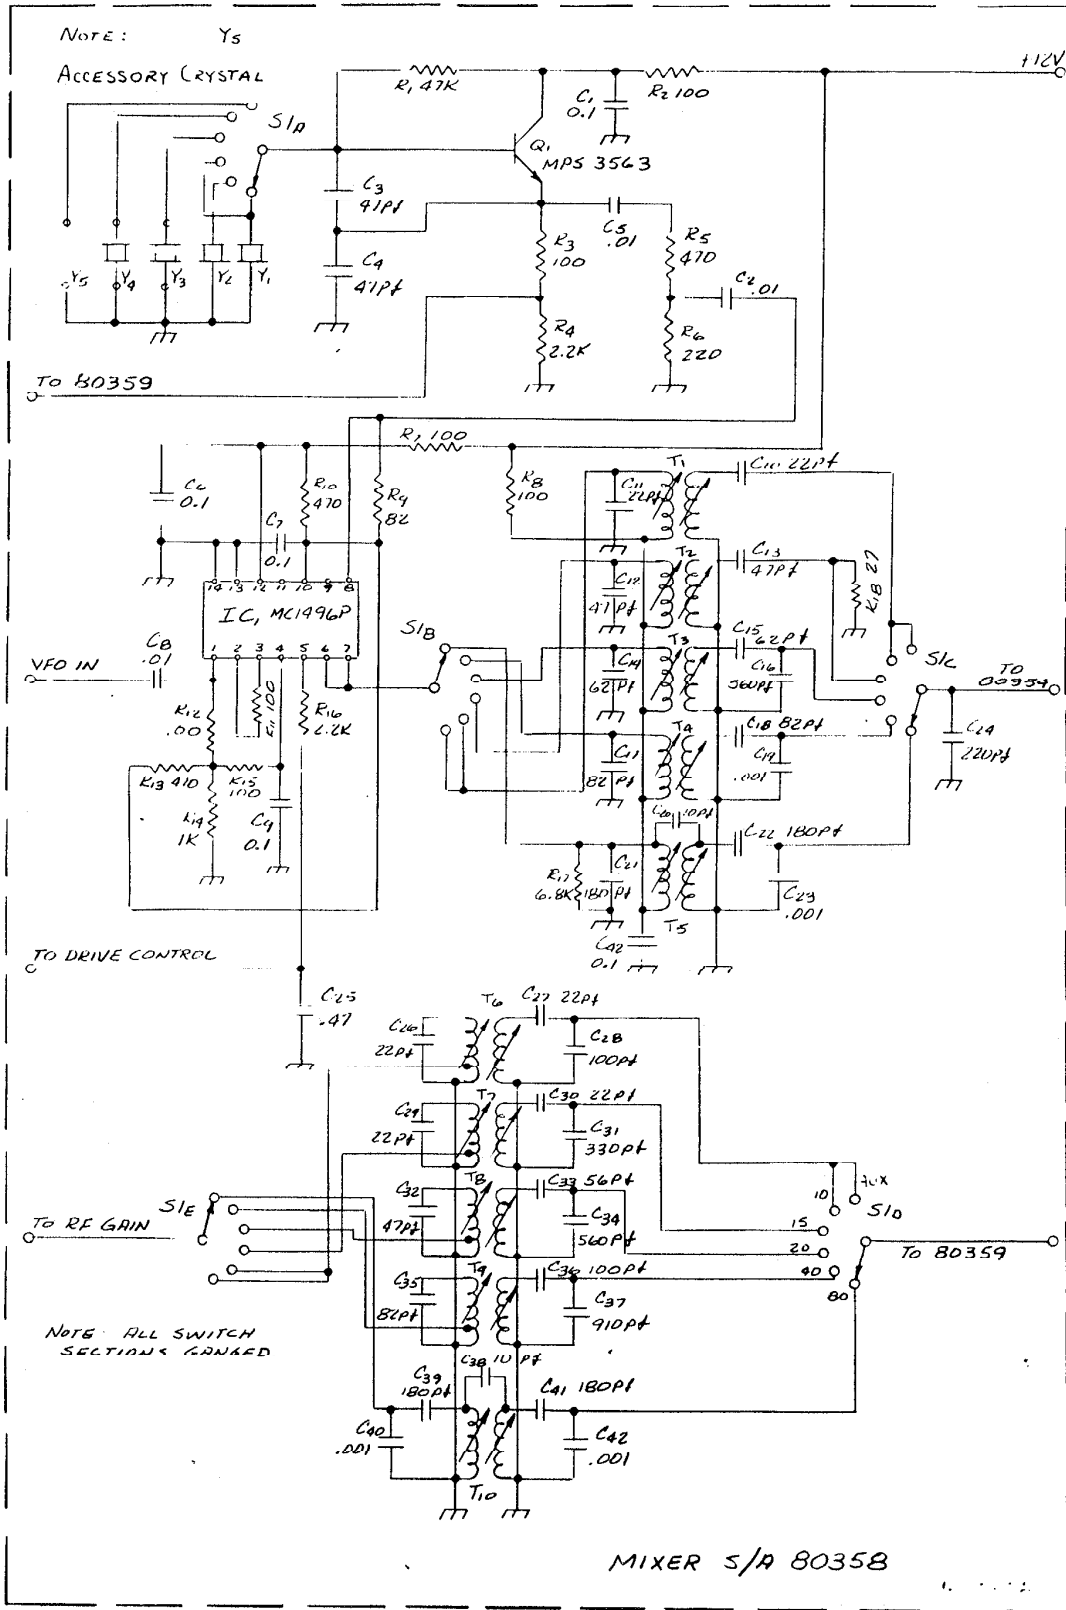 NOTE: Y5
ACCESSORY CRYSTAL
+12V
R1 47K
C1
0.1
R2 100
S1A
Q1
MPS 3563
C3
47Pf
C4
47Pf
R3
100
C5
.01
R5
470
C2
.01
R4
2.2K
R6
220
Y5
Y4
Y3
Y2
Y1
TO 80359
R7 100
C6
0.1
R10
470
R9
82
R8
100
C7
0.1
14 13 12 11 10 9 8
IC1 MC1496P
1 2 3 4 5 6 7
C8
.01
VFO IN
R12
R11 100
R16
2.2K
R13 470
R15
100
R14
1K
C9
0.1
S1B
T1
C10 22Pf
C11
22Pf
T2
C13
47Pf
C12
47Pf
R18 27
T3
C15
62Pf
C14
62Pf
C16
560Pf
S1C
TO
T4
C18 82Pf
C17
82Pf
C19
.001
C24
220Pf
C20 10Pf
C22 180Pf
R17
6.8K
C21
180Pf
C23
.001
T5
C42
0.1
TO DRIVE CONTROL
C25
.47
T6
C27 22Pf
C26
22Pf
C28
100Pf
T7
C30 22Pf
C29
22Pf
C31
330Pf
T8
C33 56Pf
C32
47Pf
C34
560Pf
T9
C36 100Pf
C35
82Pf
C37
910Pf
S1E
TO RF GAIN
10
AUX
S1D
15
20
40
80
TO 80359
NOTE: ALL SWITCH
SECTIONS GANGED
C38 10 Pf
C39
180Pf
C41 180Pf
C40
.001
C42
.001
T10
MIXER S/A 80358